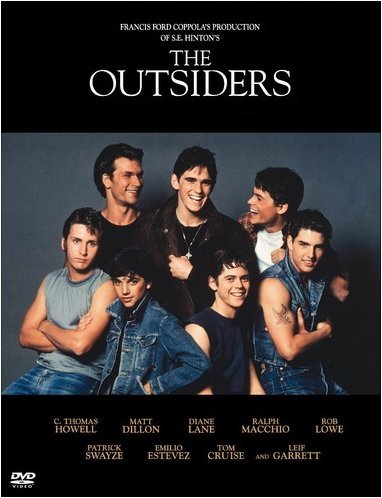 FRANCIS FORD COPPOLA'S PRODUCTION
OF S.E. HINTON'S
THE
OUTSIDERS
C. THOMAS HOWELL MATT DILLON DIANE LANE RALPH MACCHIO ROB LOWE
PATRICK SWAYZE EMILIO ESTEVEZ TOM CRUISE AND LEIF GARRETT
DVD
VIDEO